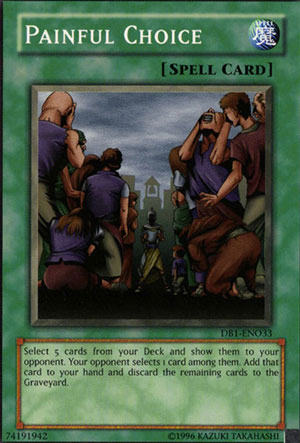 PAINFUL CHOICE
SPELL
魔
[SPELL CARD]
DB1-EN033
Select 5 cards from your Deck and show them to your
opponent. Your opponent selects 1 card among them. Add that
card to your hand and discard the remaining cards to the
Graveyard.
74191942
©1996 KAZUKI TAKAHASHI